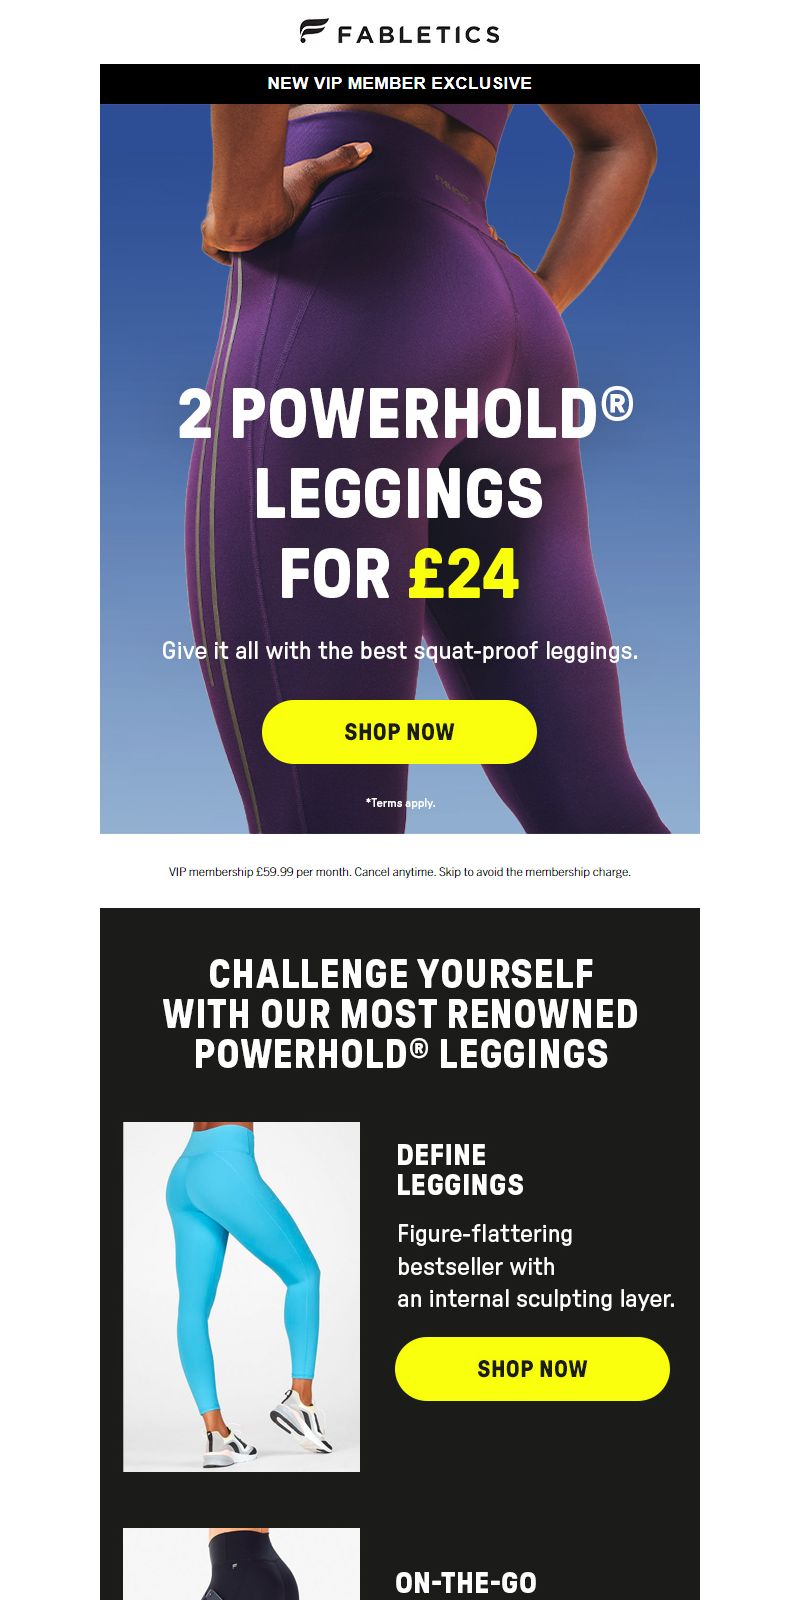 FABLETICS
NEW VIP MEMBER EXCLUSIVE
2 POWERHOLD®
LEGGINGS
FOR £24
Give it all with the best squat-proof leggings.
SHOP NOW
*Terms apply.
VIP membership £59.99 per month. Cancel anytime. Skip to avoid the membership charge.
CHALLENGE YOURSELF
WITH OUR MOST RENOWNED
POWERHOLD® LEGGINGS
DEFINE
LEGGINGS
Figure-flattering
bestseller with
an internal sculpting layer.
SHOP NOW
ON-THE-GO